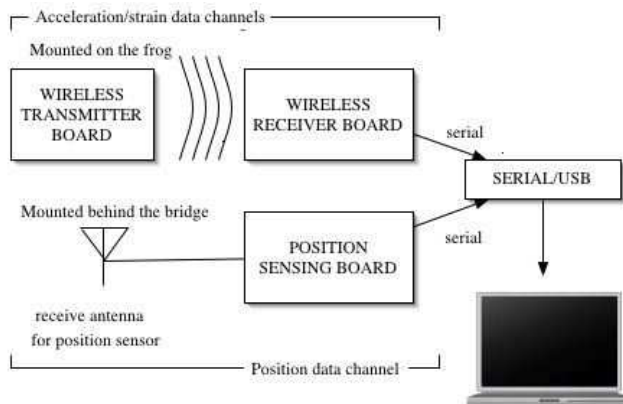 Acceleration/strain data channels
Mounted on the frog
WIRELESS
TRANSMITTER
BOARD
WIRELESS
RECEIVER BOARD
serial
SERIAL/USB
Mounted behind the bridge
POSITION
SENSING BOARD
serial
receive antenna
for position sensor
Position data channel